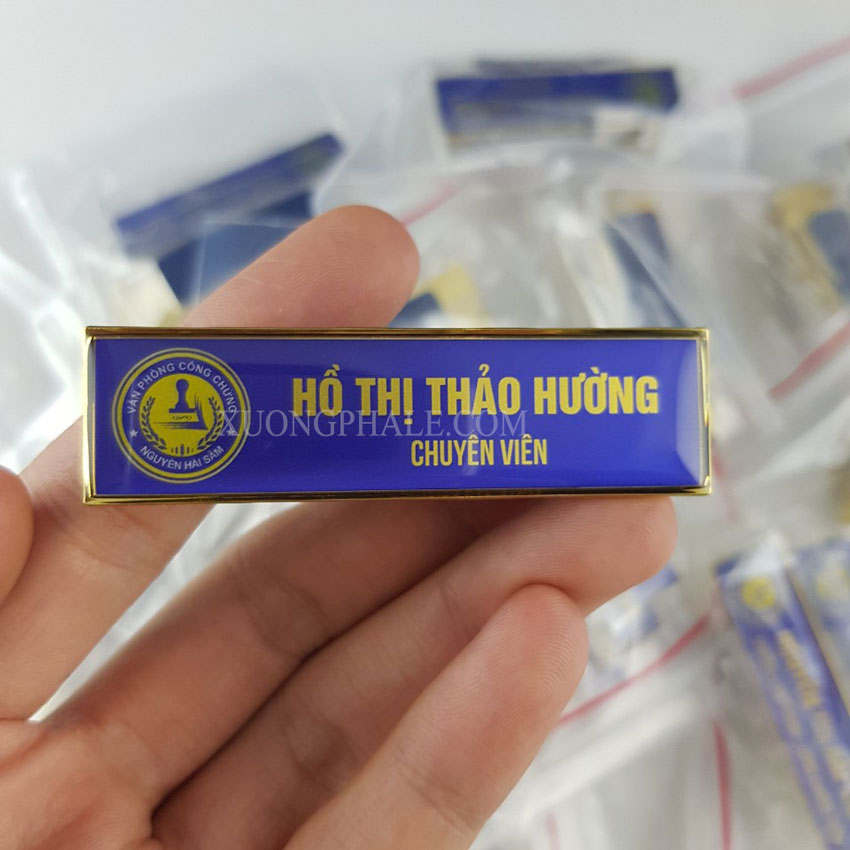 VĂN PHÒNG CÔNG CHỨNG
NGUYỄN HẢI SÂM
HỒ THỊ THẢO HƯỜNG
CHUYÊN VIÊN
XUONGPHALE.COM